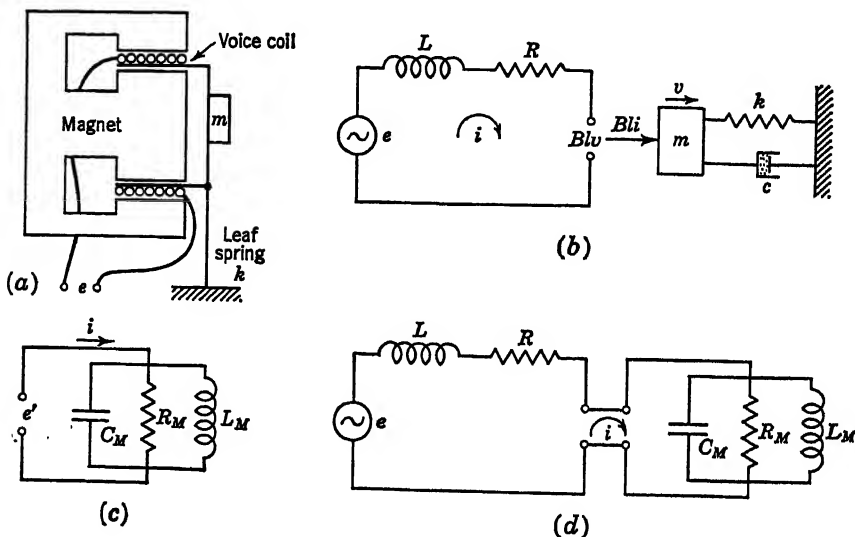 Voice coil
Magnet
m
Leaf
spring
k
e
(a)
L
R
e
i
Blv
Bli
v
m
k
c
(b)
i
e'
C_M
R_M
L_M
(c)
L
R
e
i
C_M
R_M
L_M
(d)